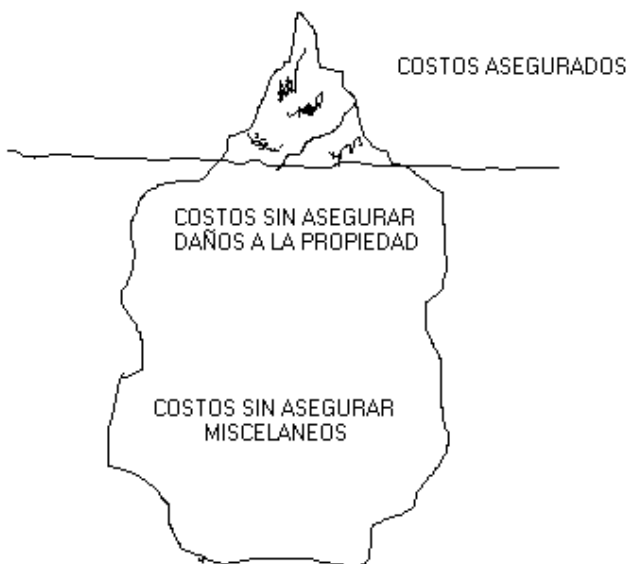 COSTOS ASEGURADOS
COSTOS SIN ASEGURAR
DAÑOS A LA PROPIEDAD
COSTOS SIN ASEGURAR
MISCELANEOS